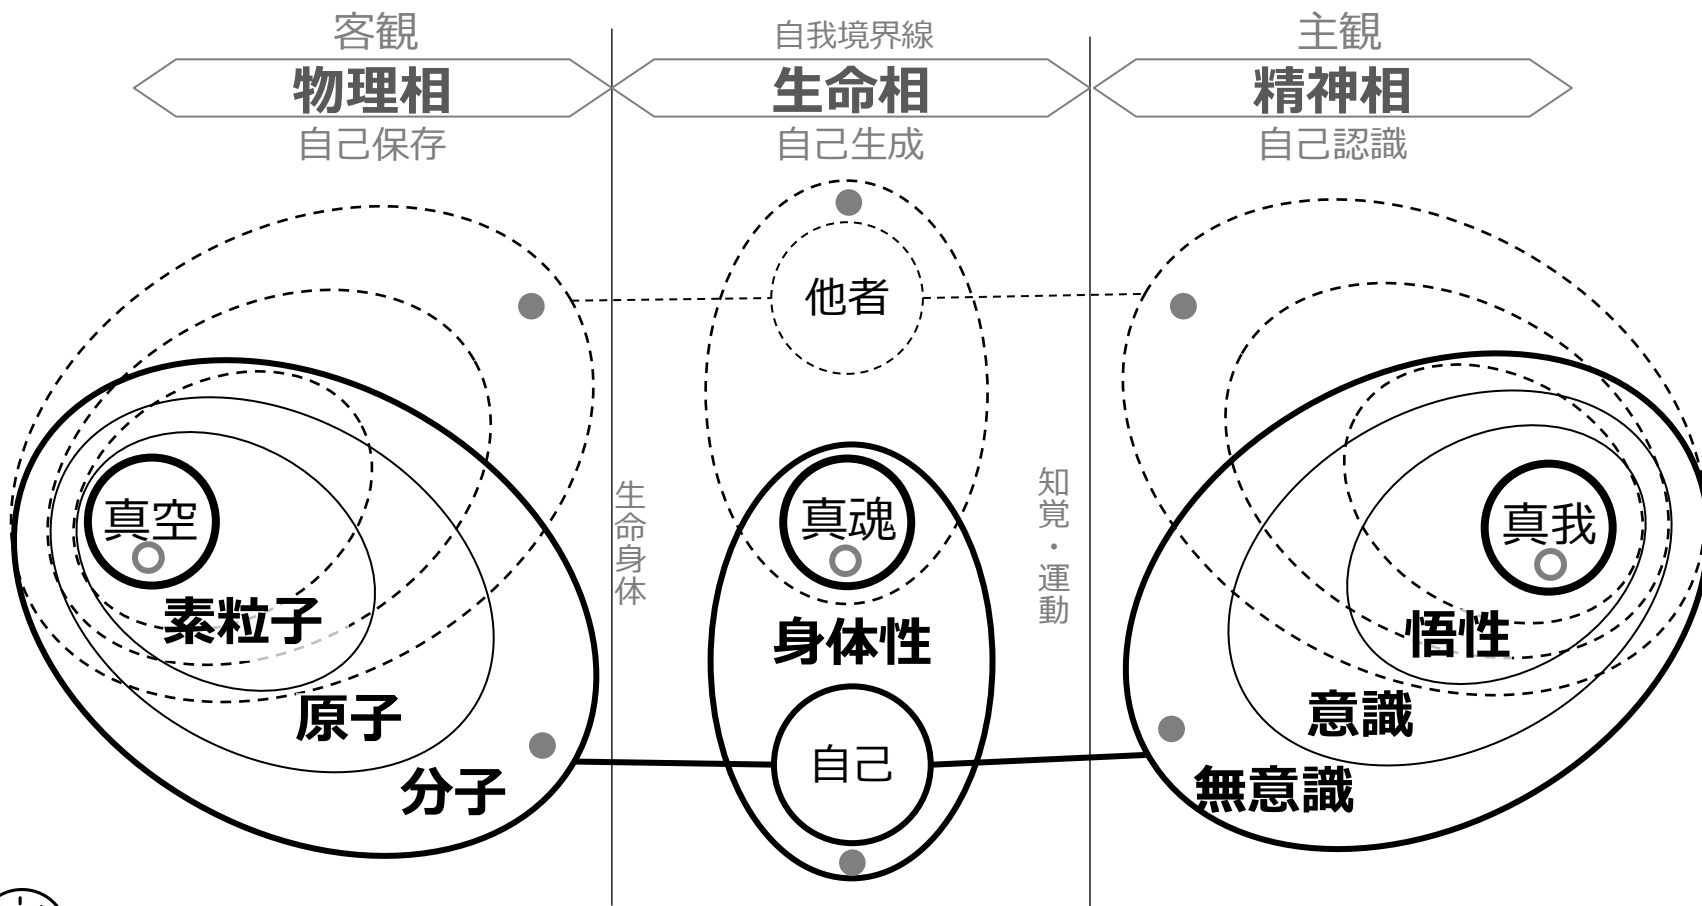 客観
物理相
自己保存
自我境界線
生命相
自己生成
主観
精神相
自己認識
他者
生命身体
知覚・運動
真空
素粒子
原子
分子
真魂
身体性
自己
真我
悟性
意識
無意識